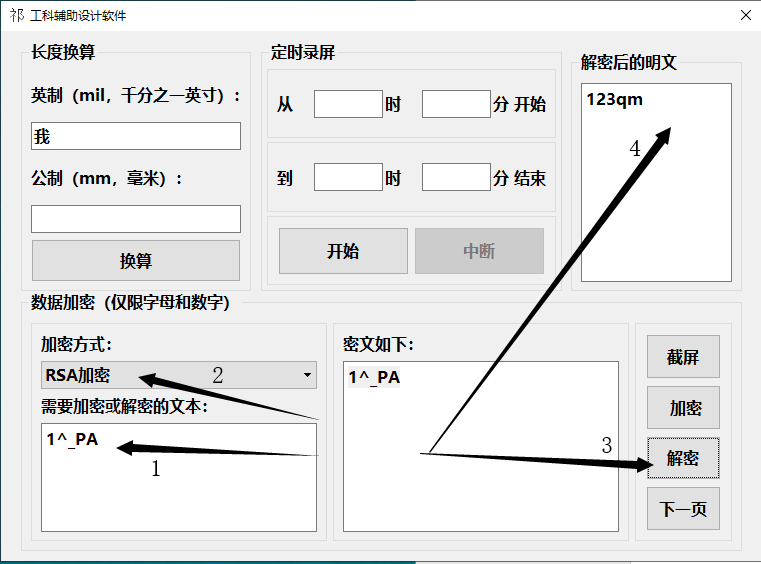 祁 工科辅助设计软件
长度换算
英制（mil，千分之一英寸）：
我
公制（mm，毫米）：
换算
定时录屏
从 时 分 开始
到 时 分 结束
开始 中断
解密后的明文
123qm
4
数据加密（仅限字母和数字）
加密方式：
RSA加密
2
需要加密或解密的文本：
1^_PA
1
密文如下：
1^_PA
3
截屏
加密
解密
下一页